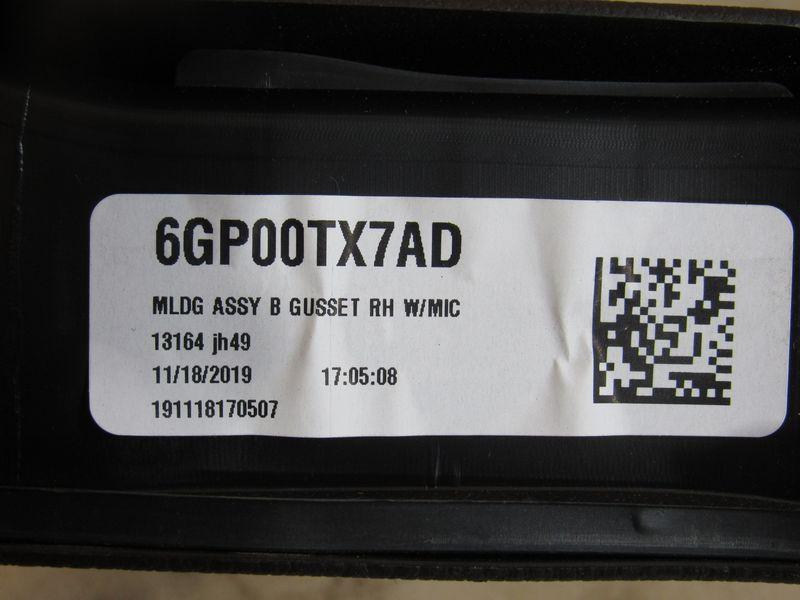 6GP00TX7AD
MLDG ASSY B GUSSET RH W/MIC
13164 jh49
11/18/2019 17:05:08
191118170507